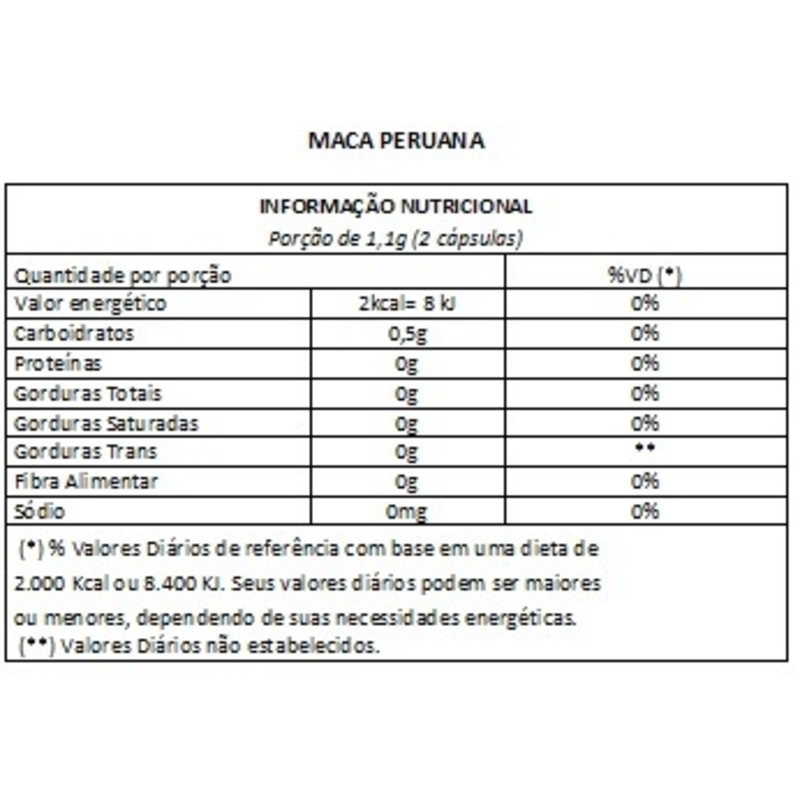 MACA PERUANA
INFORMAÇÃO NUTRICIONAL
Porção de 1,1g (2 cápsulas)
Quantidade por porção %VD (*)
Valor energético 2kcal= 8 kJ 0%
Carboidratos 0,5g 0%
Proteínas 0g 0%
Gorduras Totais 0g 0%
Gorduras Saturadas 0g 0%
Gorduras Trans 0g **
Fibra Alimentar 0g 0%
Sódio 0mg 0%
(*) % Valores Diários de referência com base em uma dieta de
2.000 Kcal ou 8.400 KJ. Seus valores diários podem ser maiores
ou menores, dependendo de suas necessidades energéticas.
(**) Valores Diários não estabelecidos.